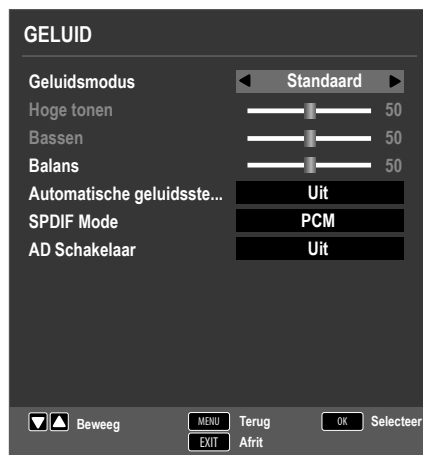 GELUID
Geluidsmodus Standaard
Hoge tonen 50
Bassen 50
Balans 50
Automatische geluidsste... Uit
SPDIF Mode PCM
AD Schakelaar Uit
Beweeg MENU Terug OK Selecteer
EXIT Afrit